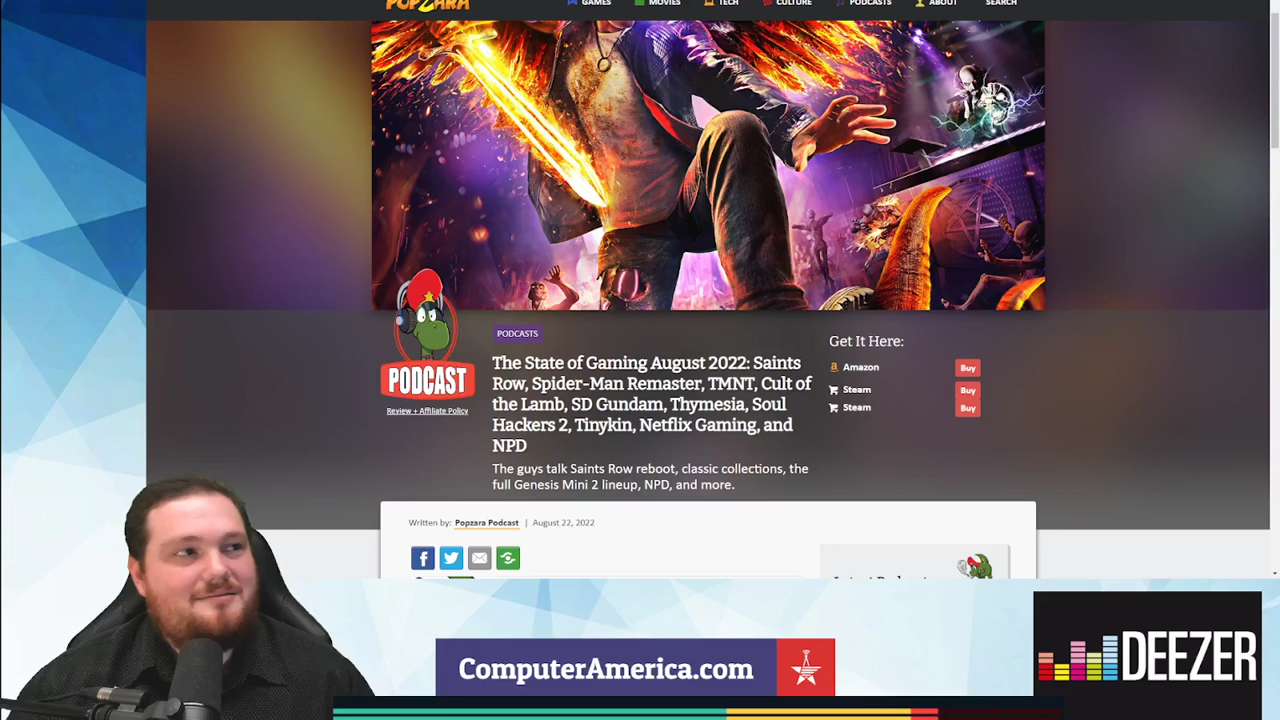 POPZARA
GAMES
MOVIES
TECH
CULTURE
PODCASTS
ABOUT
SEARCH
PODCAST
Review + Affiliate Policy
PODCASTS
The State of Gaming August 2022: Saints
Row, Spider-Man Remaster, TMNT, Cult of
the Lamb, SD Gundam, Thymesia, Soul
Hackers 2, Tinykin, Netflix Gaming, and
NPD
The guys talk Saints Row reboot, classic collections, the
full Genesis Mini 2 lineup, NPD, and more.
Get It Here:
Amazon Buy
Steam Buy
Steam Buy
Written by: Popzara Podcast | August 22, 2022
ComputerAmerica.com
DEEZER